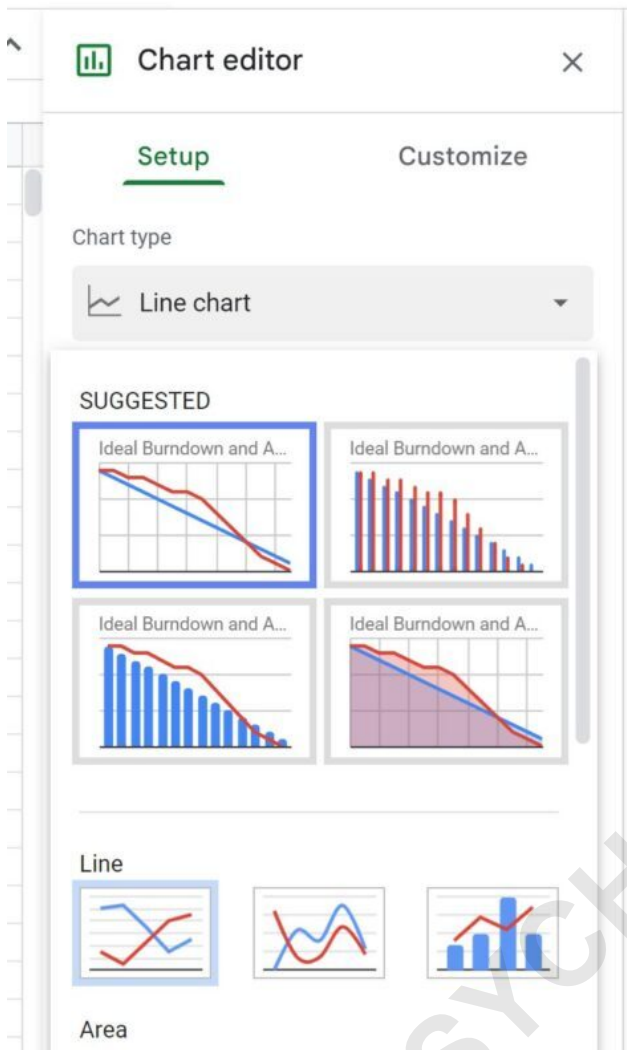 Chart editor
Setup
Customize
Chart type
Line chart
SUGGESTED
Ideal Burndown and A...
Ideal Burndown and A...
Ideal Burndown and A...
Ideal Burndown and A...
Line
Area
SYCH